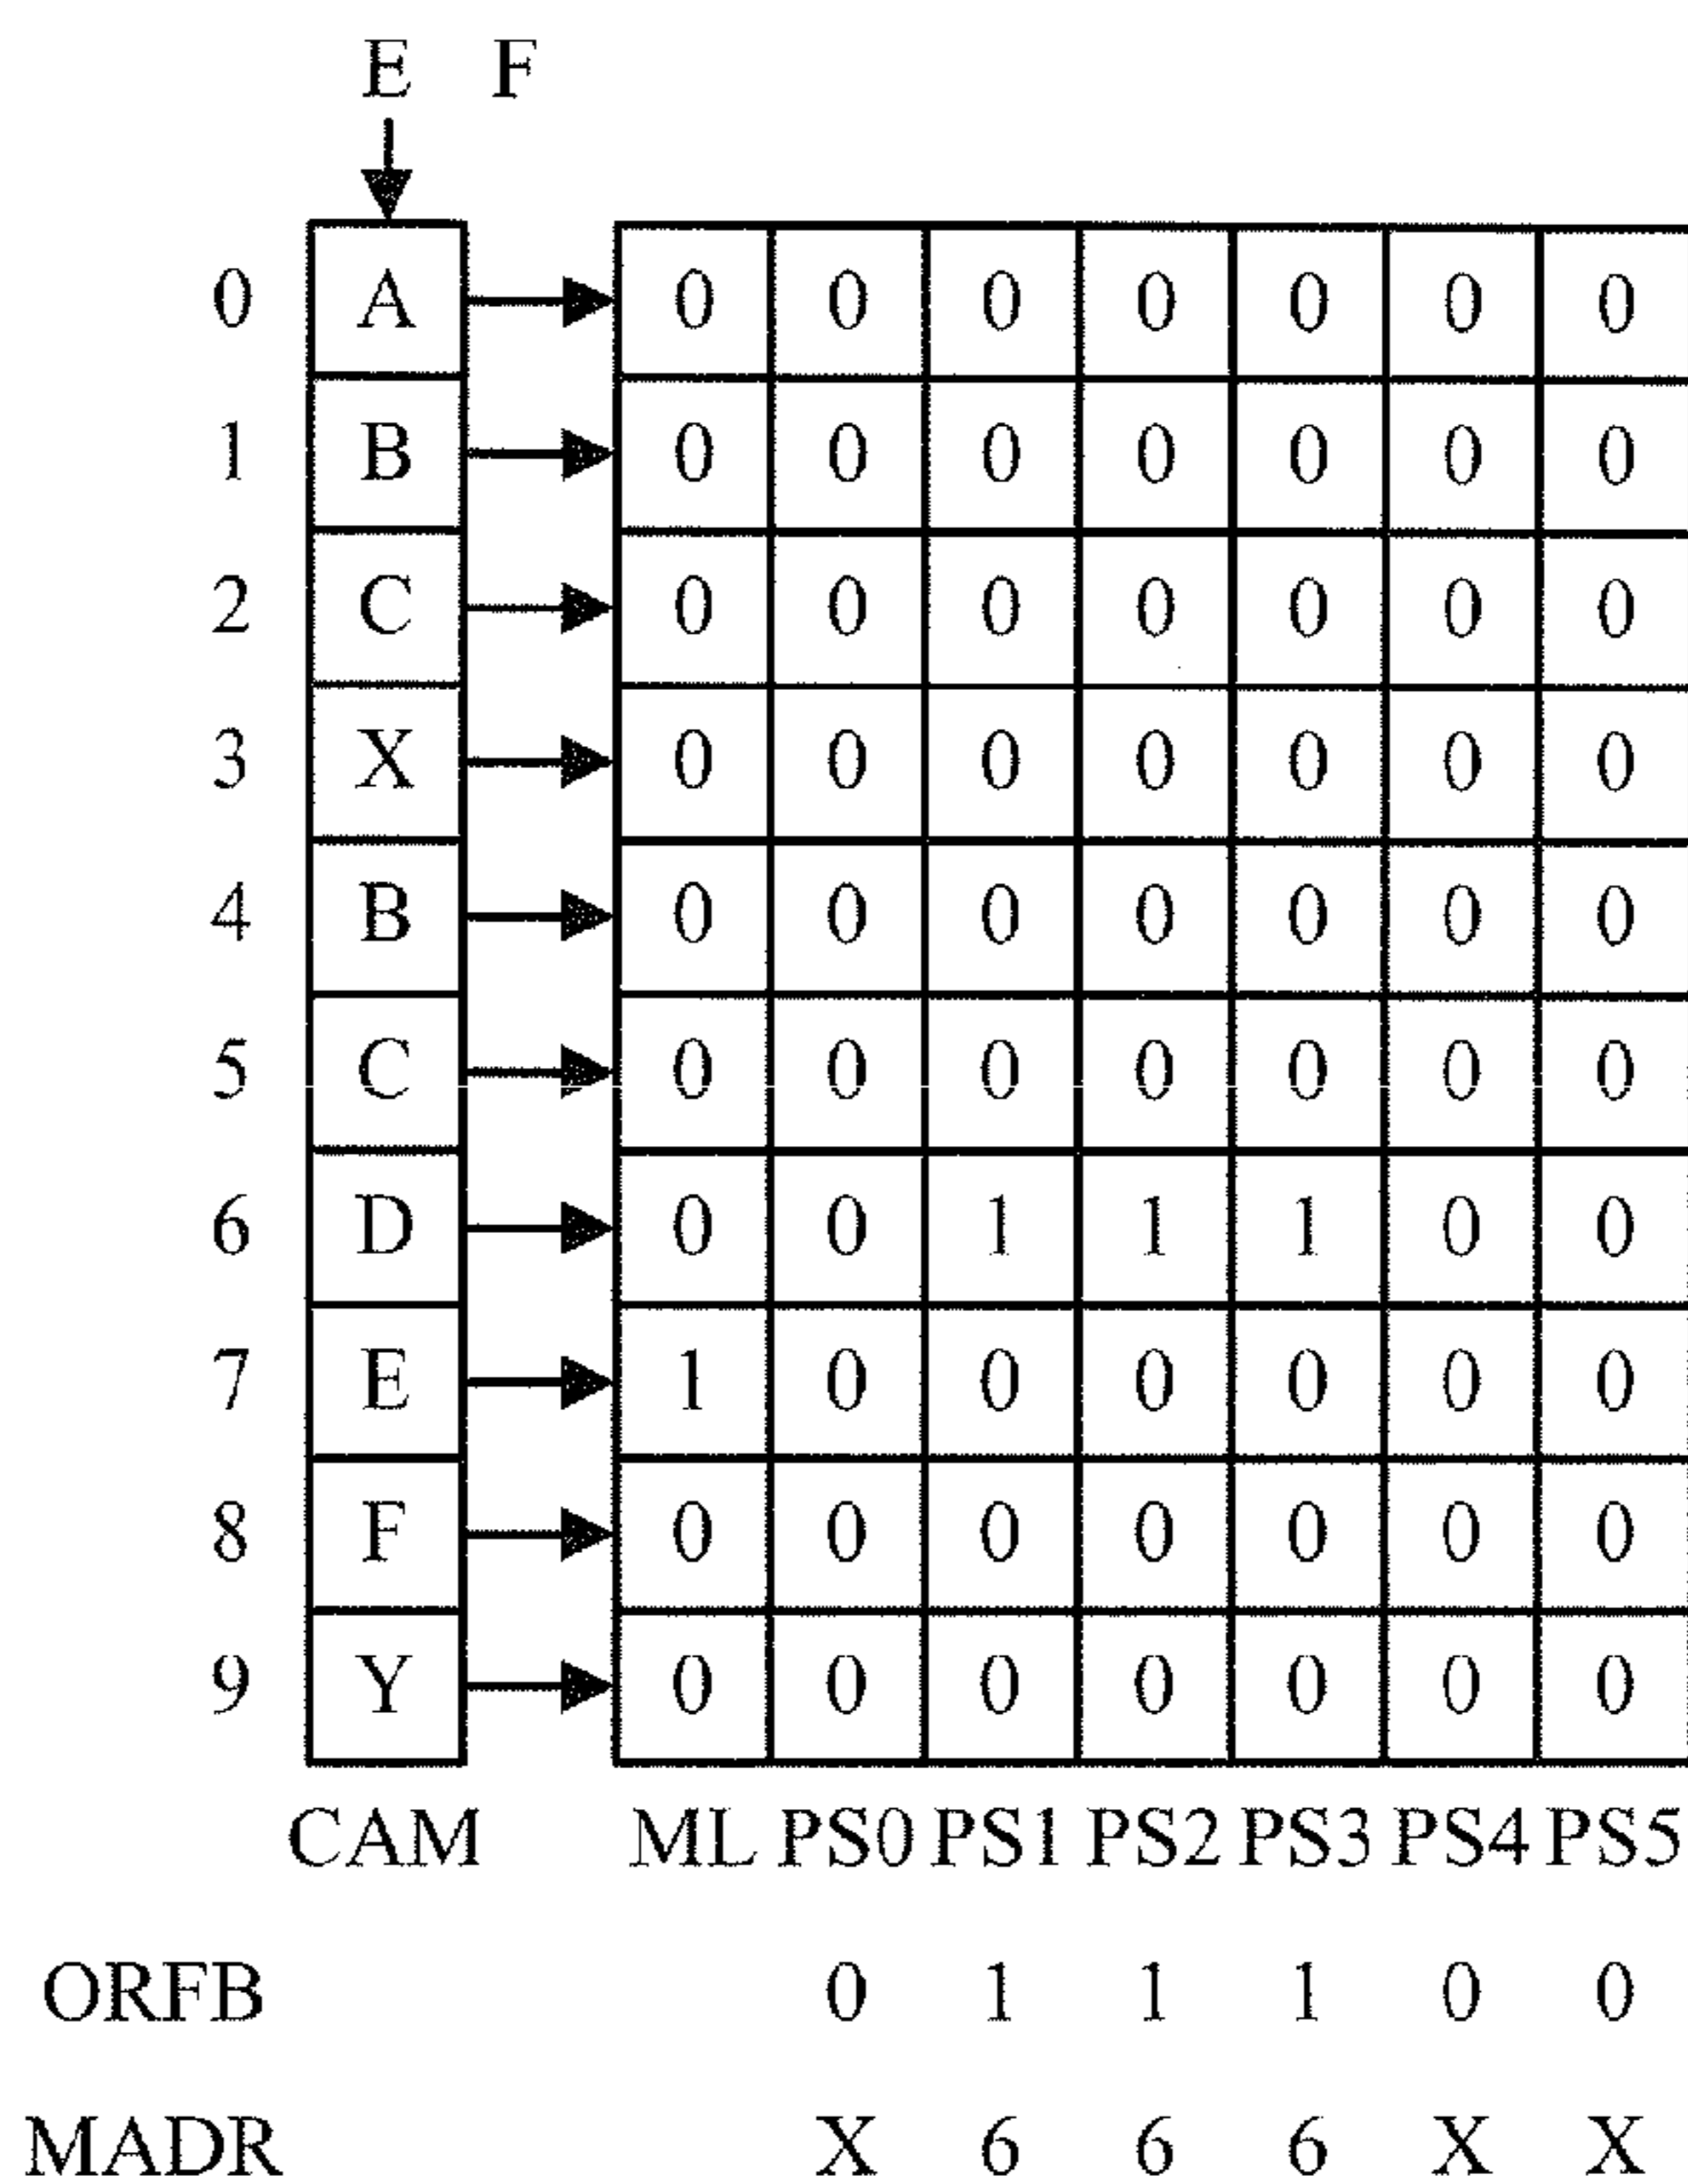 E F
0 A 0 0 0 0 0 0 0
1 B 0 0 0 0 0 0 0
2 C 0 0 0 0 0 0 0
3 X 0 0 0 0 0 0 0
4 B 0 0 0 0 0 0 0
5 C 0 0 0 0 0 0 0
6 D 0 0 1 1 1 0 0
7 E 1 0 0 0 0 0 0
8 F 0 0 0 0 0 0 0
9 Y 0 0 0 0 0 0 0
CAM ML PS0 PS1 PS2 PS3 PS4 PS5
ORFB 0 1 1 1 0 0
MADR X 6 6 6 X X